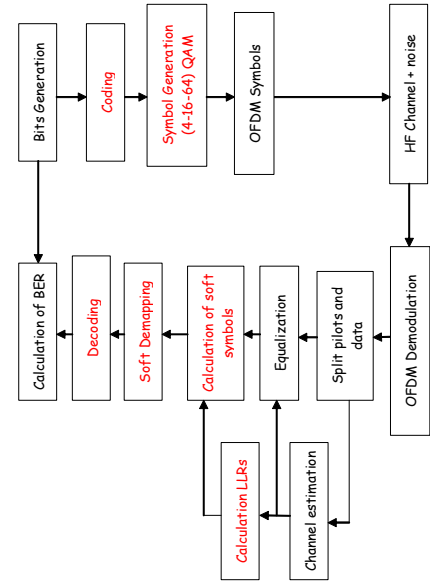 Bits Generation
Coding
Symbol Generation
(4-16-64) QAM
OFDM Symbols
HF Channel + noise
Calculation of BER
Decoding
Soft Demapping
Calculation of soft
symbols
Equalization
Split pilots and
data
OFDM Demodulation
Calculation LLRs
Channel estimation